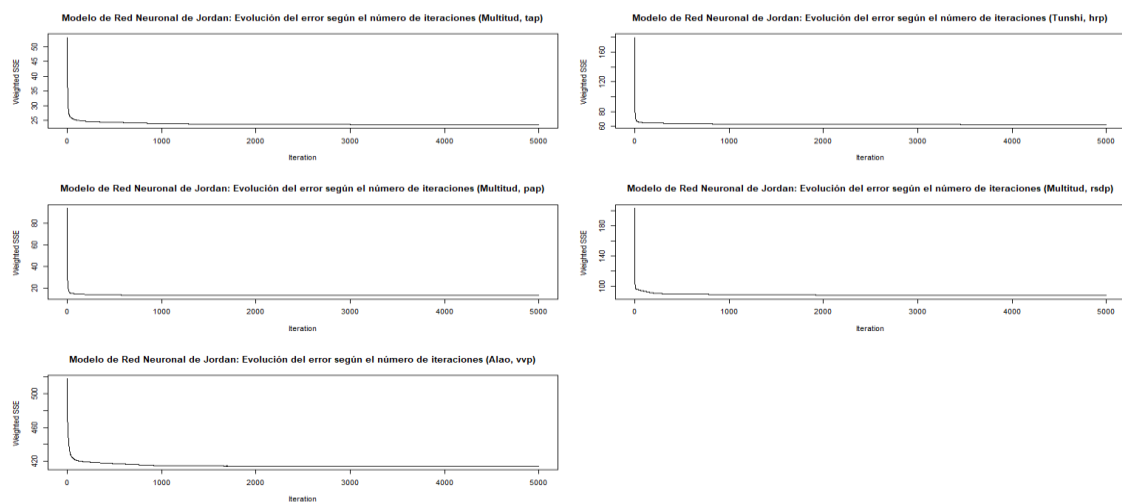 Modelo de Red Neuronal de Jordan: Evolución del error según el número de iteraciones (Multitud, tap)
Weighted SSE
25 30 35 40 45 50
0 1000 2000 3000 4000 5000
Iteration
Modelo de Red Neuronal de Jordan: Evolución del error según el número de iteraciones (Tunshi, hrp)
Weighted SSE
60 80 120 160
0 1000 2000 3000 4000 5000
Iteration
Modelo de Red Neuronal de Jordan: Evolución del error según el número de iteraciones (Multitud, pap)
Weighted SSE
20 40 60 80
0 1000 2000 3000 4000 5000
Iteration
Modelo de Red Neuronal de Jordan: Evolución del error según el número de iteraciones (Multitud, rsdp)
Weighted SSE
100 140 180
0 1000 2000 3000 4000 5000
Iteration
Modelo de Red Neuronal de Jordan: Evolución del error según el número de iteraciones (Alao, vvp)
Weighted SSE
420 460 500
0 1000 2000 3000 4000 5000
Iteration